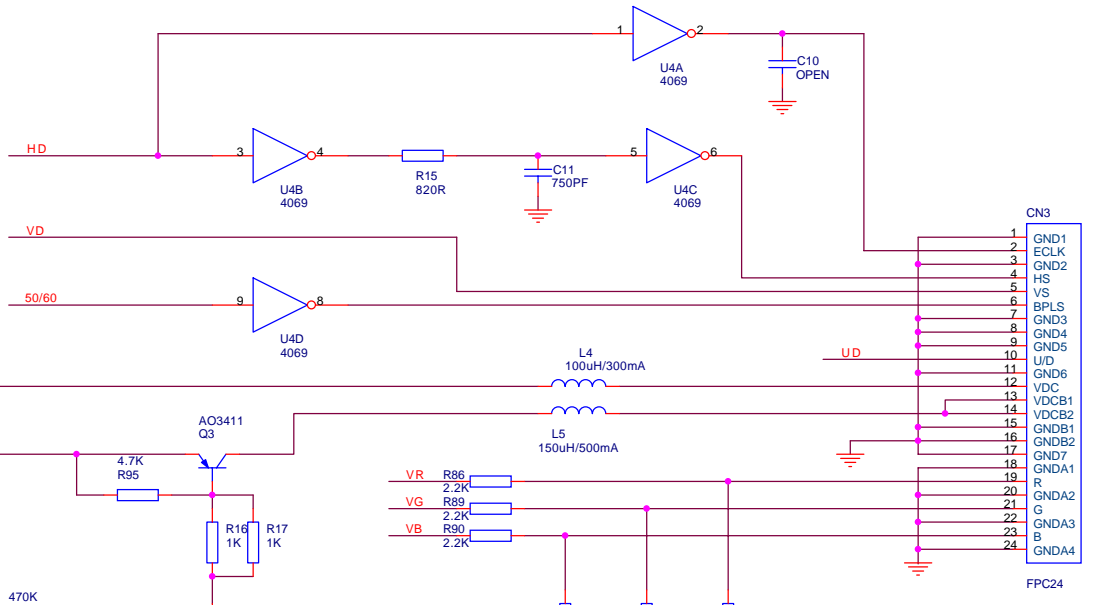 1
2
U4A
4069
C10
OPEN
HD
3
4
U4B
4069
R15
820R
C11
750PF
5
6
U4C
4069
VD
50/60
9
8
U4D
4069
CN3
1 GND1
2 ECLK
3 GND2
4 HS
5 VS
6 BPLS
7 GND3
8 GND4
9 GND5
10 U/D
11 GND6
12 VDC
13 VDCB1
14 VDCB2
15 GNDB1
16 GNDB2
17 GND7
18 GNDA1
19 R
20 GNDA2
21 G
22 GNDA3
23 B
24 GNDA4
FPC24
UD
L4
100uH/300mA
L5
150uH/500mA
AO3411
Q3
4.7K
R95
R16
1K
R17
1K
VR
R86
2.2K
VG
R89
2.2K
VB
R90
2.2K
470K